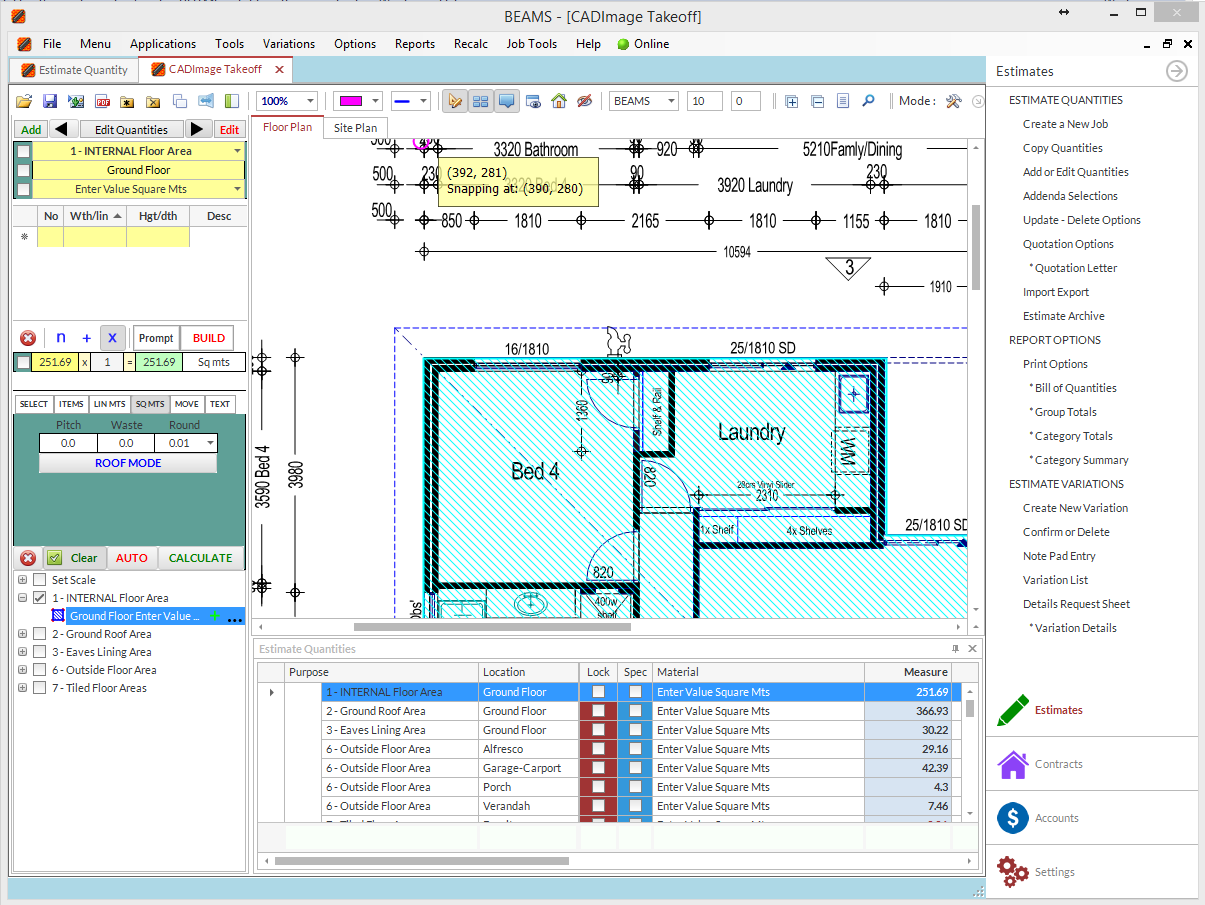 BEAMS - [CADImage Takeoff]
File Menu Applications Tools Variations Options Reports Recalc Job Tools Help Online
Estimate Quantity CADImage Takeoff
100% BEAMS 10 0 Mode :
Add Edit Quantities Edit
1 - INTERNAL Floor Area
Ground Floor
Enter Value Square Mts
No Wth/lin Hgt/dth Desc
n + X Prompt BUILD
251.69 x 1 = 251.69 Sq mts
SELECT ITEMS LIN MTS SQ MTS MOVE TEXT
Pitch Waste Round
0.0 0.0 0.01
ROOF MODE
Clear AUTO CALCULATE
Set Scale
1 - INTERNAL Floor Area
Ground Floor Enter Value ...
2 - Ground Roof Area
3 - Eaves Lining Area
6 - Outside Floor Area
7 - Tiled Floor Areas
Floor Plan Site Plan
3320 Bathroom 920 5210Famly/Dining
(392, 281)
Snapping at: (390, 280)
500 230 90 3920 Laundry 230
500 850 1810 2165 1810 1155 1810
10594
3
1910
16/1810 25/1810 SD
1360
Shelf & Rail
Laundry
WM
Bed 4
820
2310
1x Shelf 4x Shelves
25/1810 SD
820
400w
shelf
3590 Bed 4
3980
Estimate Quantities
Purpose Location Lock Spec Material Measure
1 - INTERNAL Floor Area Ground Floor Enter Value Square Mts 251.69
2 - Ground Roof Area Ground Floor Enter Value Square Mts 366.93
3 - Eaves Lining Area Ground Floor Enter Value Square Mts 30.22
6 - Outside Floor Area Alfresco Enter Value Square Mts 29.16
6 - Outside Floor Area Garage-Carport Enter Value Square Mts 42.39
6 - Outside Floor Area Porch Enter Value Square Mts 4.3
6 - Outside Floor Area Verandah Enter Value Square Mts 7.46
Estimates
ESTIMATE QUANTITIES
Create a New Job
Copy Quantities
Add or Edit Quantities
Addenda Selections
Update - Delete Options
Quotation Options
* Quotation Letter
Import Export
Estimate Archive
REPORT OPTIONS
Print Options
* Bill of Quantities
* Group Totals
* Category Totals
* Category Summary
ESTIMATE VARIATIONS
Create New Variation
Confirm or Delete
Note Pad Entry
Variation List
Details Request Sheet
* Variation Details
Estimates
Contracts
Accounts
Settings